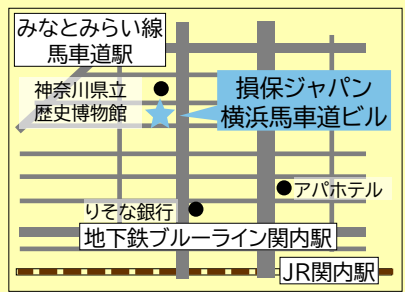 みなとみらい線
馬車道駅
神奈川県立
歴史博物館
損保ジャパン
横浜馬車道ビル
アパホテル
りそな銀行
地下鉄ブルーライン関内駅
JR関内駅